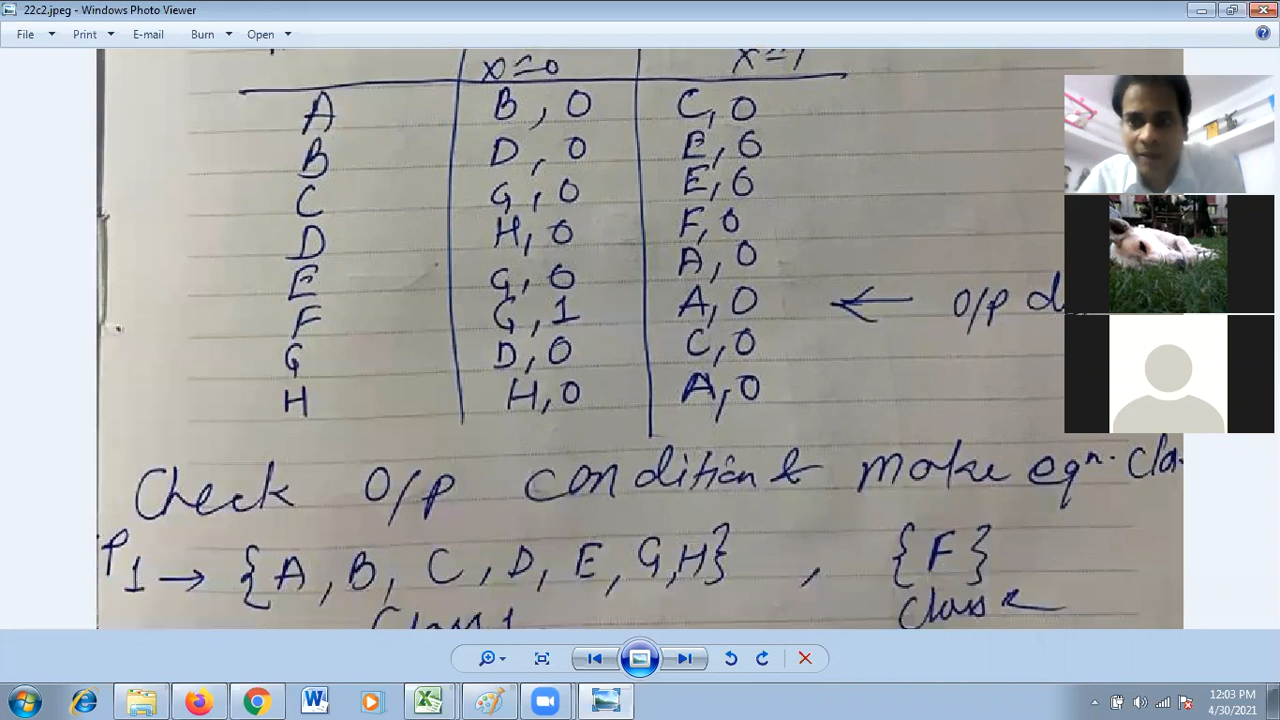 22c2.jpeg - Windows Photo Viewer
File Print E-mail Burn Open
x=0 x=1
A B, 0 C, 0
B D, 0 E, 0
C G, 0 E, 0
D H, 0 F, 0
E G, 0 A, 0
F G, 1 A, 0 ← O/p
G D, 0 C, 0
H H, 0 A, 0
Check O/p condition & make eqn. cla
P1 → {A, B, C, D, E, G, H} , {F}
Class 1 Class 2
12:03 PM
4/30/2021